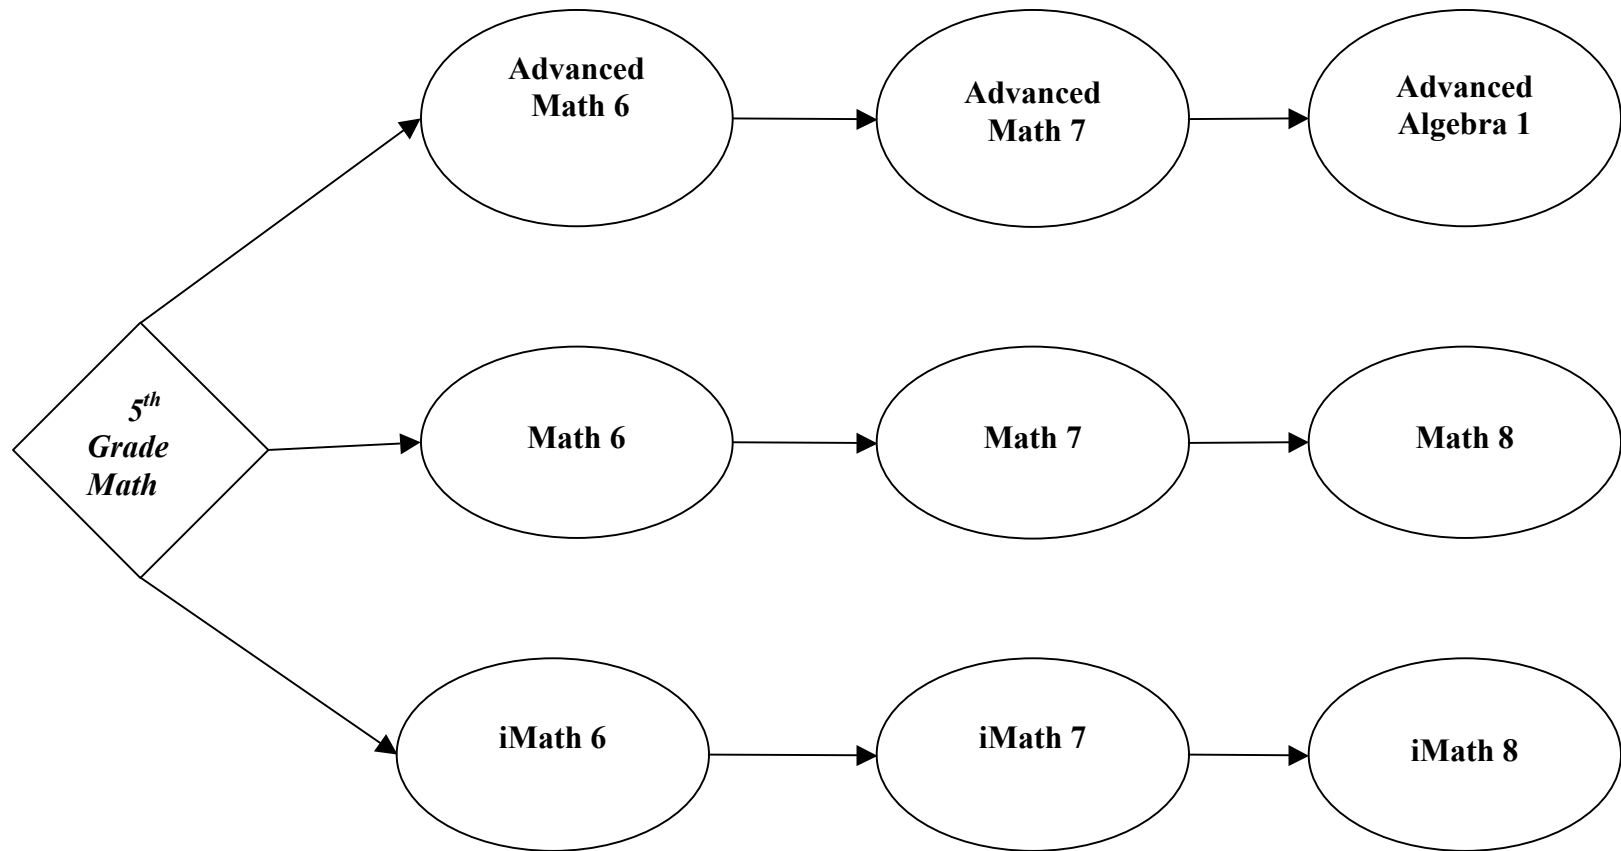 Advanced
Math 6
Advanced
Math 7
Advanced
Algebra 1
5th
Grade
Math
Math 6
Math 7
Math 8
iMath 6
iMath 7
iMath 8